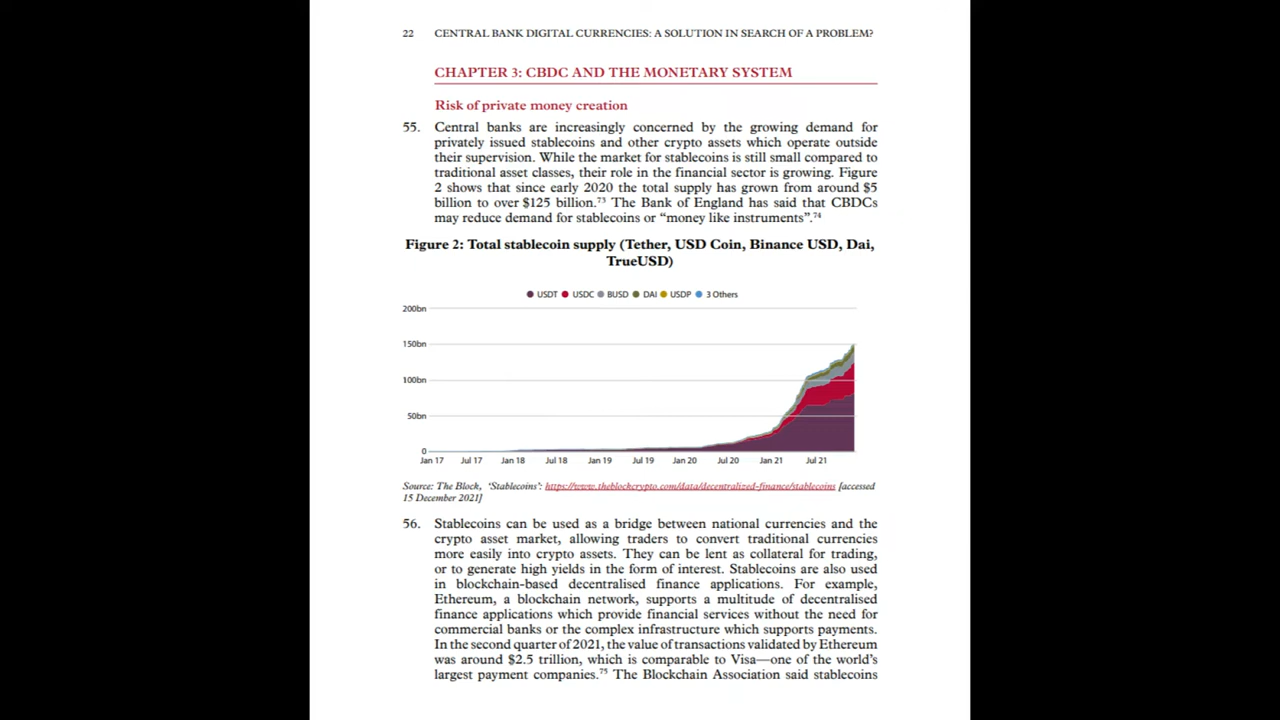 22 CENTRAL BANK DIGITAL CURRENCIES: A SOLUTION IN SEARCH OF A PROBLEM?
CHAPTER 3: CBDC AND THE MONETARY SYSTEM
Risk of private money creation
55. Central banks are increasingly concerned by the growing demand for
privately issued stablecoins and other crypto assets which operate outside
their supervision. While the market for stablecoins is still small compared to
traditional asset classes, their role in the financial sector is growing. Figure
2 shows that since early 2020 the total supply has grown from around $5
billion to over $125 billion.73 The Bank of England has said that CBDCs
may reduce demand for stablecoins or “money like instruments”.74
Figure 2: Total stablecoin supply (Tether, USD Coin, Binance USD, Dai,
TrueUSD)
USDT USDC BUSD DAI USDP 3 Others
200bn
150bn
100bn
50bn
0
Jan 17 Jul 17 Jan 18 Jul 18 Jan 19 Jul 19 Jan 20 Jul 20 Jan 21 Jul 21
Source: The Block, ‘Stablecoins’: https://www.theblockcrypto.com/data/decentralized-finance/stablecoins [accessed
15 December 2021]
56. Stablecoins can be used as a bridge between national currencies and the
crypto asset market, allowing traders to convert traditional currencies
more easily into crypto assets. They can be lent as collateral for trading,
or to generate high yields in the form of interest. Stablecoins are also used
in blockchain-based decentralised finance applications. For example,
Ethereum, a blockchain network, supports a multitude of decentralised
finance applications which provide financial services without the need for
commercial banks or the complex infrastructure which supports payments.
In the second quarter of 2021, the value of transactions validated by Ethereum
was around $2.5 trillion, which is comparable to Visa—one of the world’s
largest payment companies.75 The Blockchain Association said stablecoins